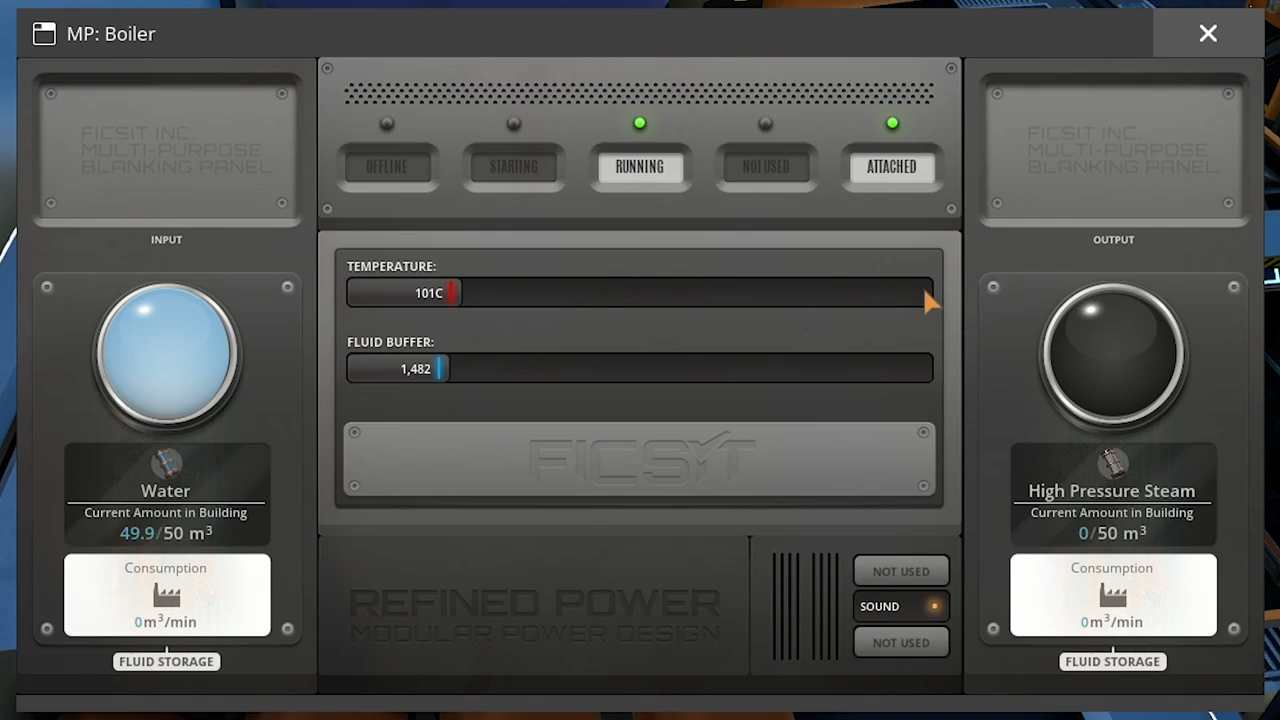 MP: Boiler
FICSIT INC.
MULTI-PURPOSE
BLANKING PANEL
OFFLINE
STARTING
RUNNING
NOT USED
ATTACHED
FICSIT INC.
MULTI-PURPOSE
BLANKING PANEL
INPUT
TEMPERATURE:
101C
FLUID BUFFER:
1,482
FICSIT
OUTPUT
Water
Current Amount in Building
49.9/50 m³
Consumption
0m³/min
FLUID STORAGE
High Pressure Steam
Current Amount in Building
0/50 m³
Consumption
0m³/min
FLUID STORAGE
REFINED POWER
MODULAR POWER DESIGN
NOT USED
SOUND
NOT USED